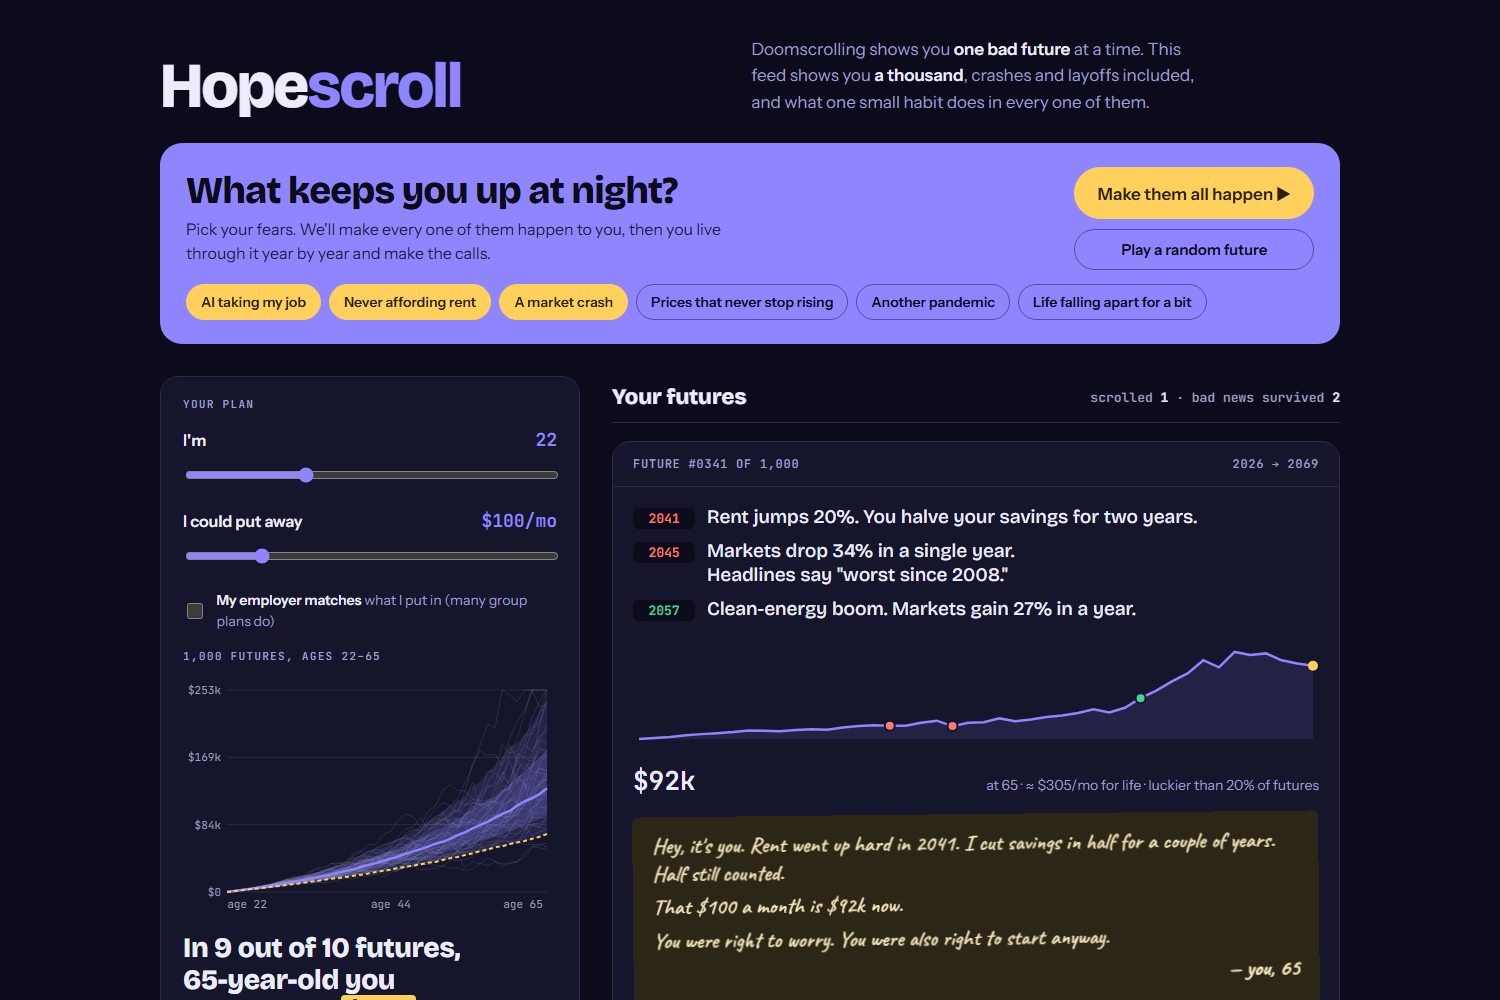 Hopescroll
Doomscrolling shows you one bad future at a time. This
feed shows you a thousand, crashes and layoffs included,
and what one small habit does in every one of them.
What keeps you up at night?
Pick your fears. We'll make every one of them happen to you, then you live
through it year by year and make the calls.
Make them all happen ▶
Play a random future
AI taking my job
Never affording rent
A market crash
Prices that never stop rising
Another pandemic
Life falling apart for a bit
YOUR PLAN
I'm
22
I could put away
$100/mo
My employer matches what I put in (many group
plans do)
1,000 FUTURES, AGES 22–65
$253k
$169k
$84k
$0
age 22
age 44
age 65
In 9 out of 10 futures,
65-year-old you
Your futures
scrolled 1 · bad news survived 2
FUTURE #0341 OF 1,000
2026 → 2069
2041 Rent jumps 20%. You halve your savings for two years.
2045 Markets drop 34% in a single year.
Headlines say "worst since 2008."
2057 Clean-energy boom. Markets gain 27% in a year.
$92k
at 65 · ≈ $305/mo for life · luckier than 20% of futures
Hey, it's you. Rent went up hard in 2041. I cut savings in half for a couple of years.
Half still counted.
That $100 a month is $92k now.
You were right to worry. You were also right to start anyway.
— you, 65